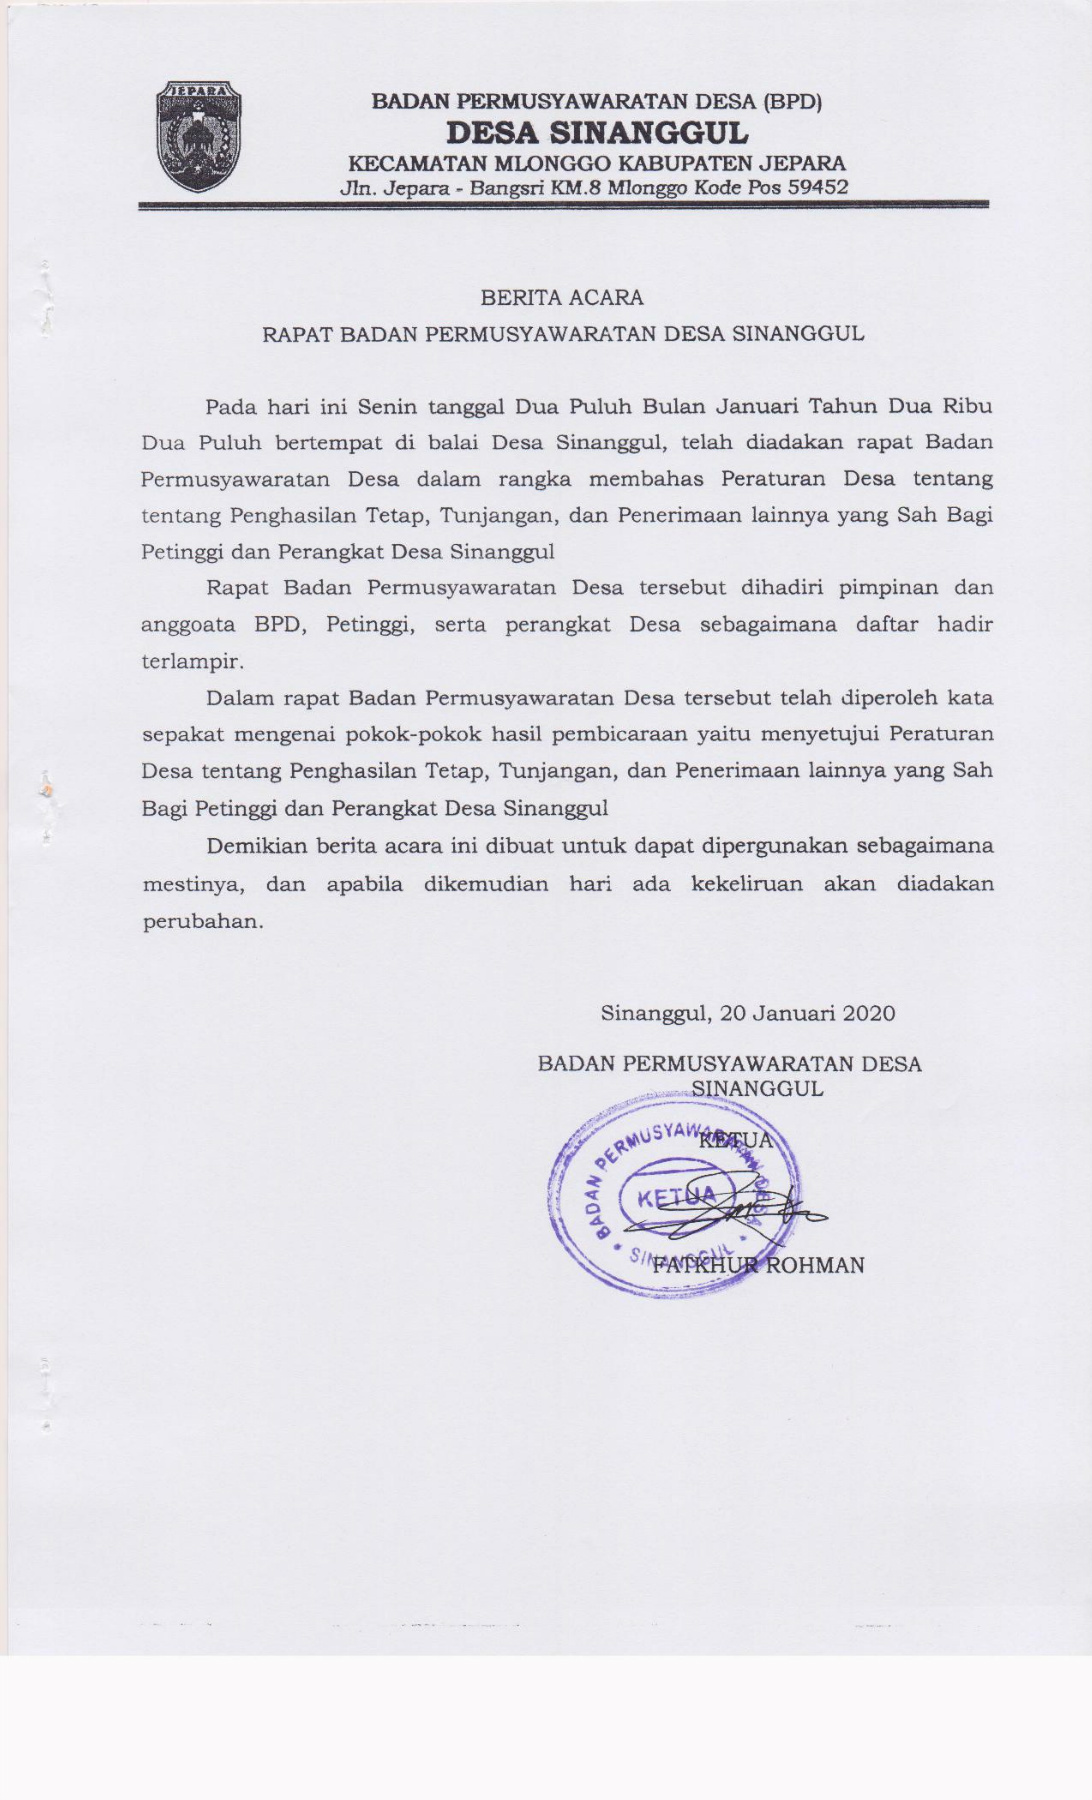 JEPARA
BADAN PERMUSYAWARATAN DESA (BPD)
DESA SINANGGUL
KECAMATAN MLONGGO KABUPATEN JEPARA
Jln. Jepara - Bangsri KM.8 Mlonggo Kode Pos 59452
BERITA ACARA
RAPAT BADAN PERMUSYAWARATAN DESA SINANGGUL
Pada hari ini Senin tanggal Dua Puluh Bulan Januari Tahun Dua Ribu
Dua Puluh bertempat di balai Desa Sinanggul, telah diadakan rapat Badan
Permusyawaratan Desa dalam rangka membahas Peraturan Desa tentang
tentang Penghasilan Tetap, Tunjangan, dan Penerimaan lainnya yang Sah Bagi
Petinggi dan Perangkat Desa Sinanggul
Rapat Badan Permusyawaratan Desa tersebut dihadiri pimpinan dan
anggoata BPD, Petinggi, serta perangkat Desa sebagaimana daftar hadir
terlampir.
Dalam rapat Badan Permusyawaratan Desa tersebut telah diperoleh kata
sepakat mengenai pokok-pokok hasil pembicaraan yaitu menyetujui Peraturan
Desa tentang Penghasilan Tetap, Tunjangan, dan Penerimaan lainnya yang Sah
Bagi Petinggi dan Perangkat Desa Sinanggul
Demikian berita acara ini dibuat untuk dapat dipergunakan sebagaimana
mestinya, dan apabila dikemudian hari ada kekeliruan akan diadakan
perubahan.
Sinanggul, 20 Januari 2020
BADAN PERMUSYAWARATAN DESA
SINANGGUL
KETUA
BADAN PERMUSYAWARATAN DESA
KETUA
SINANGGUL
FATKHUR ROHMAN